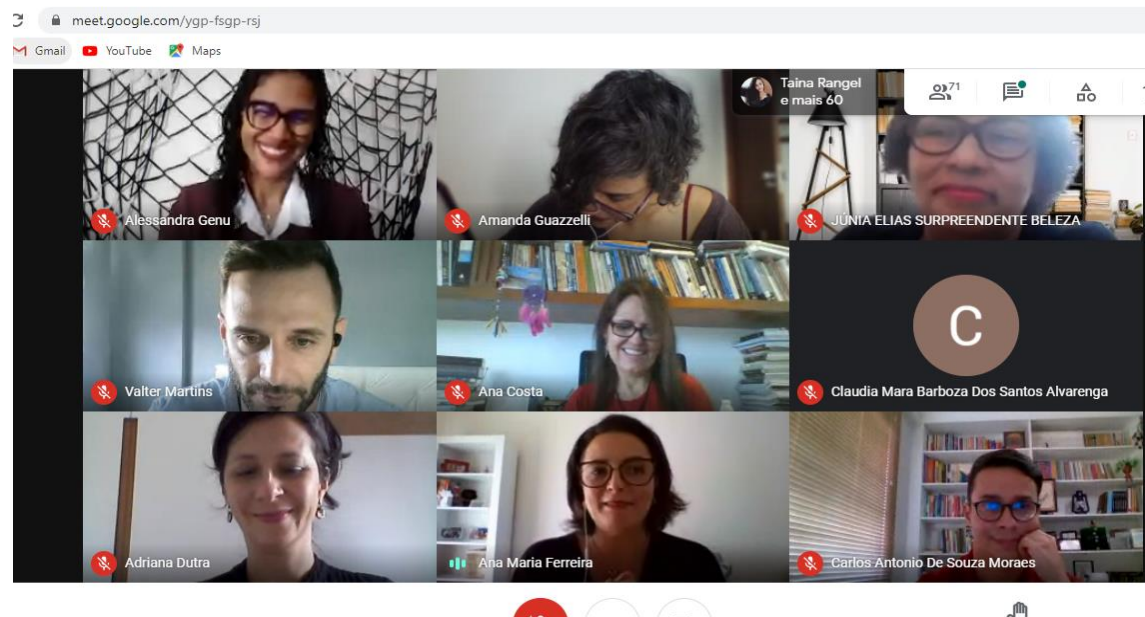 meet.google.com/ygp-fsgp-rsj
Gmail YouTube Maps
Taina Rangel
e mais 60
71
Alessandra Genu
Amanda Guazzelli
JÚNIA ELIAS SURPREENDENTE BELEZA
C
Valter Martins
Ana Costa
Claudia Mara Barboza Dos Santos Alvarenga
Adriana Dutra
Ana Maria Ferreira
Carlos Antonio De Souza Moraes